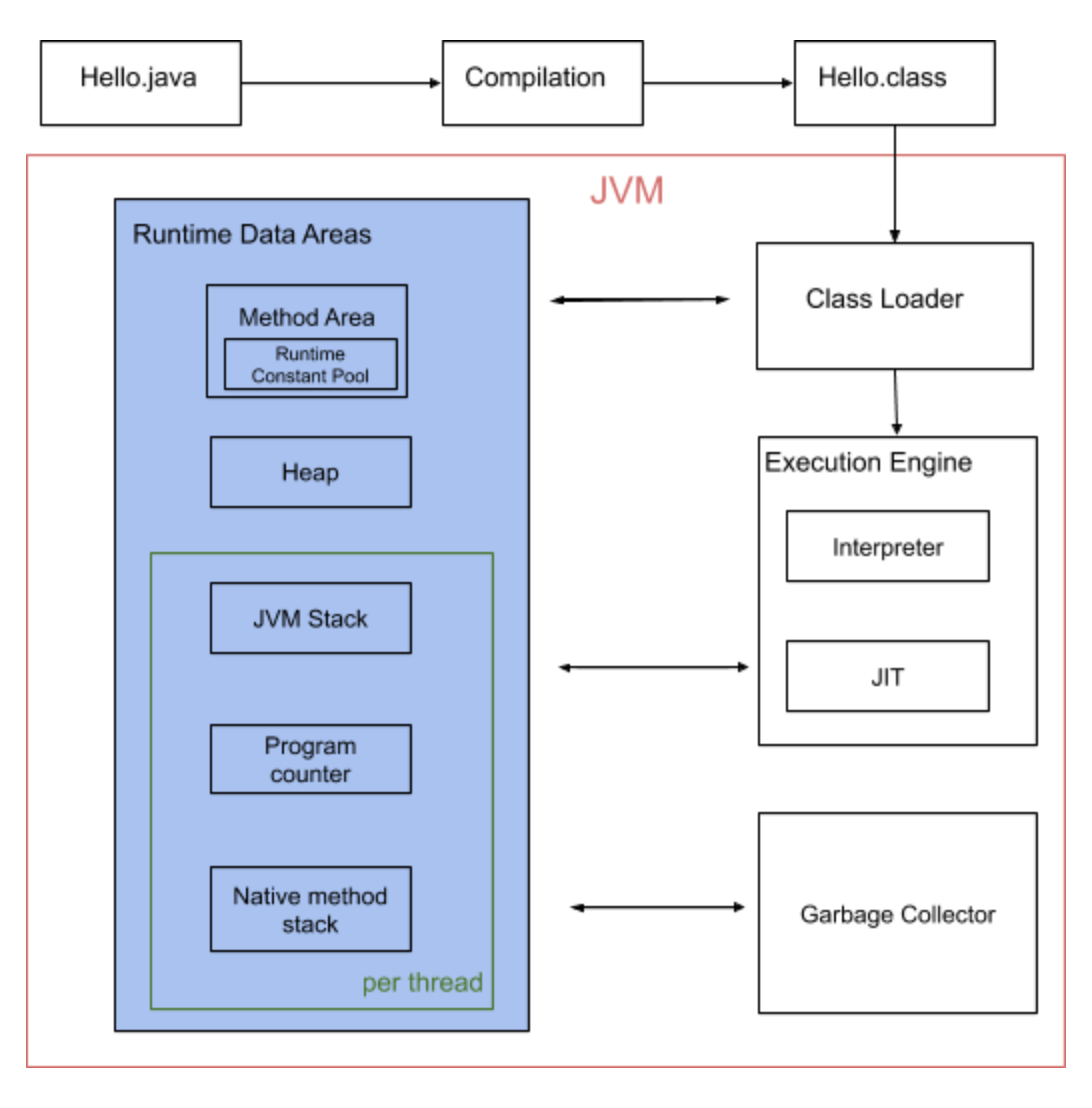 Hello.java
Compilation
Hello.class
JVM
Runtime Data Areas
Method Area
Runtime
Constant Pool
Heap
JVM Stack
Program
counter
Native method
stack
per thread
Class Loader
Execution Engine
Interpreter
JIT
Garbage Collector